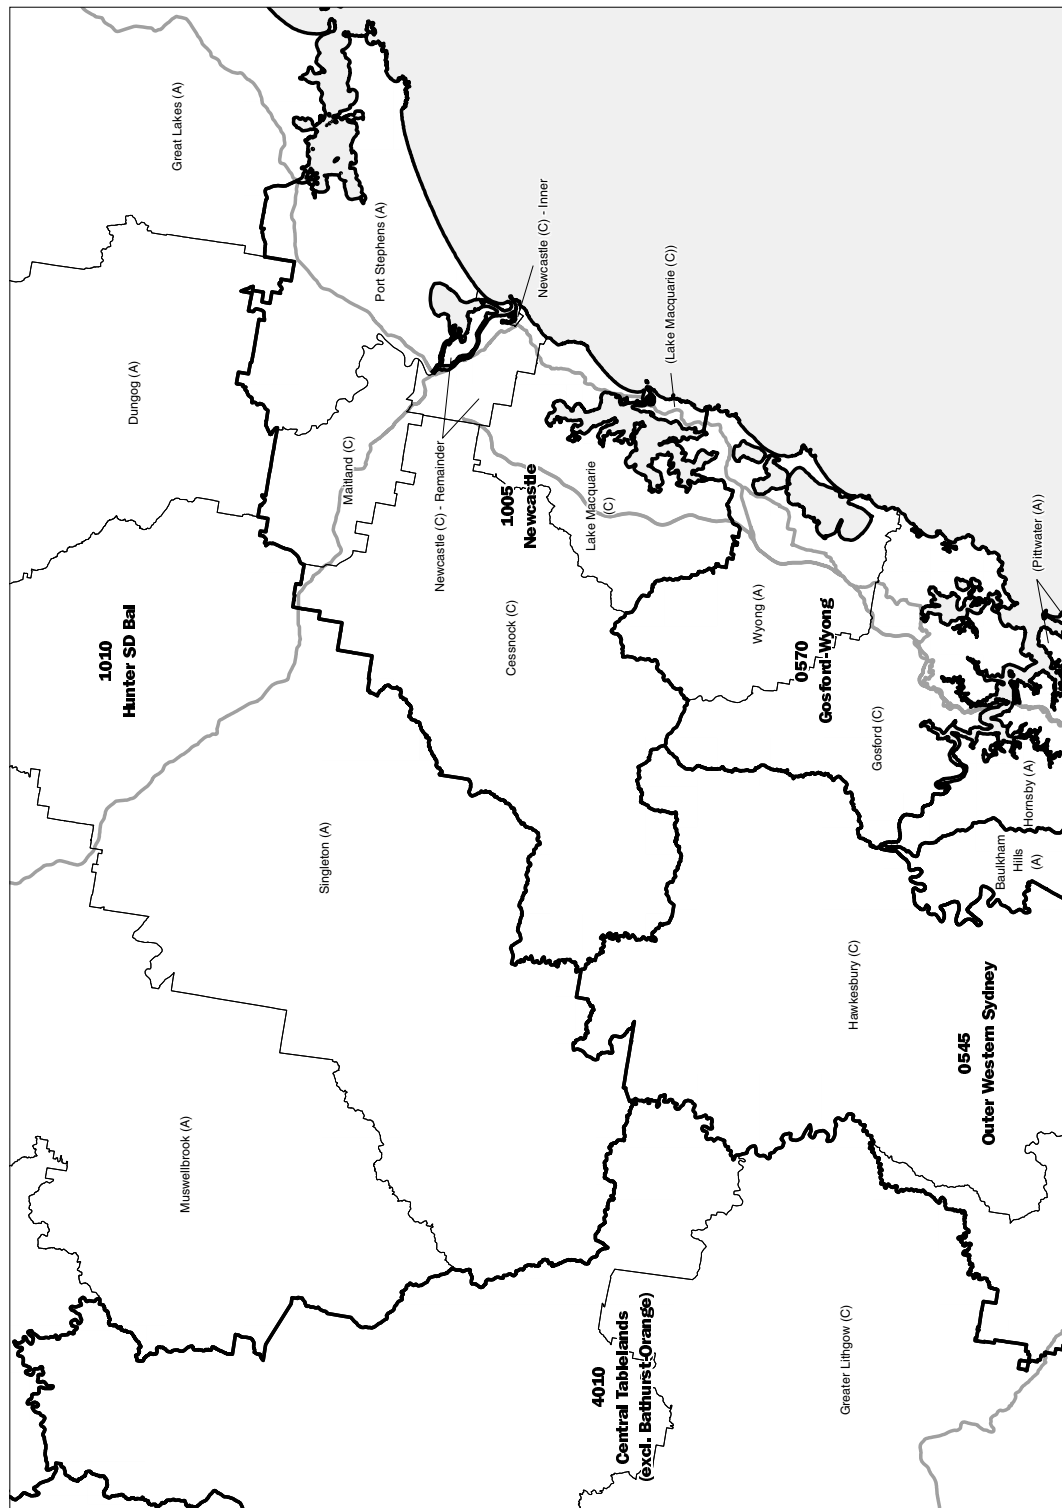 Great Lakes (A)
Dungog (A)
Port Stephens (A)
Newcastle (C) - Inner
(Lake Macquarie (C))
Maitland (C)
Newcastle (C) - Remainder
1005
Newcastle
Lake Macquarie
(C)
1010
Hunter SD Bal
Cessnock (C)
Wyong (A)
0570
Gosford-Wyong
(Pittwater (A))
Gosford (C)
Hornsby (A)
Baulkham
Hills
(A)
Singleton (A)
Hawkesbury (C)
0545
Outer Western Sydney
Muswellbrook (A)
4010
Central Tablelands
(excl. Bathurst-Orange)
Greater Lithgow (C)